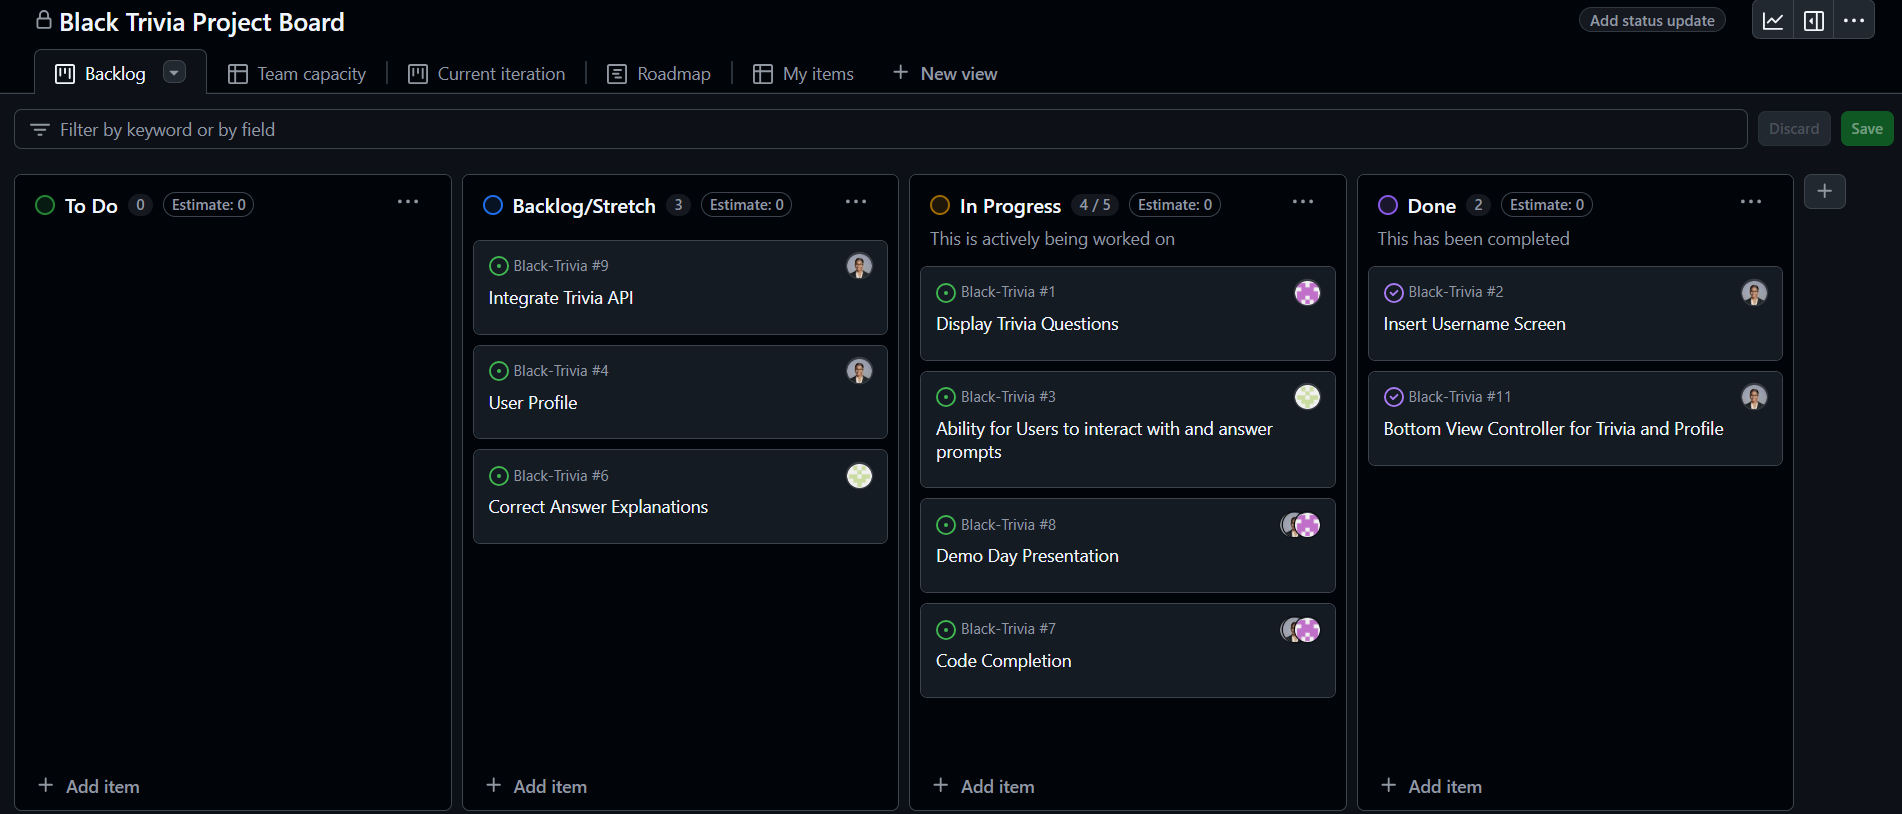 Black Trivia Project Board
Add status update
Backlog
Team capacity
Current iteration
Roadmap
My items
New view
Filter by keyword or by field
Discard
Save
To Do 0 Estimate: 0
Add item
Backlog/Stretch 3 Estimate: 0
Black-Trivia #9
Integrate Trivia API
Black-Trivia #4
User Profile
Black-Trivia #6
Correct Answer Explanations
Add item
In Progress 4 / 5 Estimate: 0
This is actively being worked on
Black-Trivia #1
Display Trivia Questions
Black-Trivia #3
Ability for Users to interact with and answer
prompts
Black-Trivia #8
Demo Day Presentation
Black-Trivia #7
Code Completion
Add item
Done 2 Estimate: 0
This has been completed
Black-Trivia #2
Insert Username Screen
Black-Trivia #11
Bottom View Controller for Trivia and Profile
Add item